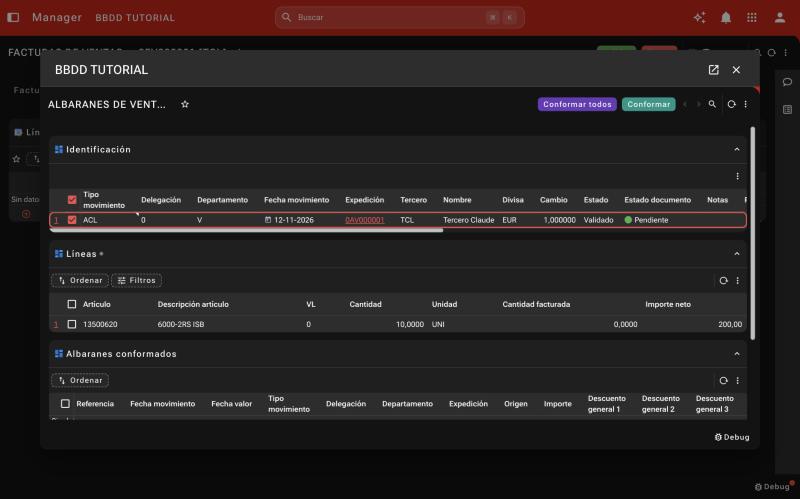 Manager BBDD TUTORIAL Buscar ⌘ K
FACTURAS DE VENTAS
BBDD TUTORIAL
Factu
ALBARANES DE VENT... Conformar todos Conformar
Lín
Identificación
Sin dato
Tipo movimiento Delegación Departamento Fecha movimiento Expedición Tercero Nombre Divisa Cambio Estado Estado documento Notas
1 ACL 0 V 12-11-2026 0AV000001 TCL Tercero Claude EUR 1,000000 Validado Pendiente
Líneas
Ordenar Filtros
Artículo Descripción artículo VL Cantidad Unidad Cantidad facturada Importe neto
1 13500620 6000-2RS ISB 0 10,0000 UNI 0,0000 200,00
Albaranes conformados
Ordenar
Referencia Fecha movimiento Fecha valor Tipo movimiento Delegación Departamento Expedición Origen Importe Descuento general 1 Descuento general 2 Descuento general 3
Debug
Debug